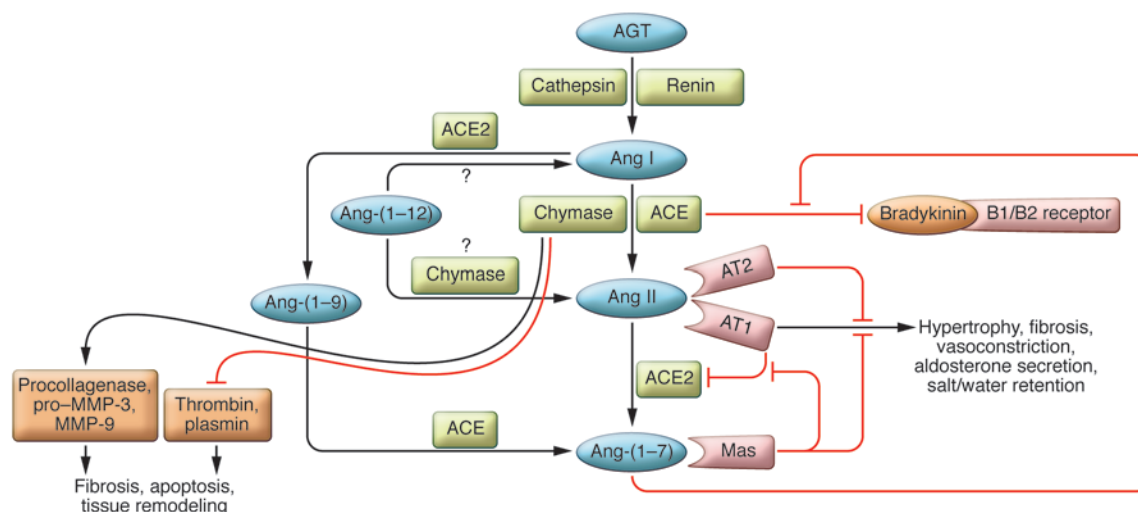 AGT
Cathepsin
Renin
ACE2
Ang I
?
Ang-(1–12)
Chymase
ACE
Bradykinin
B1/B2 receptor
?
Chymase
AT2
Ang-(1–9)
Ang II
AT1
Hypertrophy, fibrosis,
vasoconstriction,
aldosterone secretion,
salt/water retention
Procollagenase,
pro–MMP-3,
MMP-9
Thrombin,
plasmin
ACE2
ACE
Ang-(1–7)
Mas
Fibrosis, apoptosis,
tissue remodeling